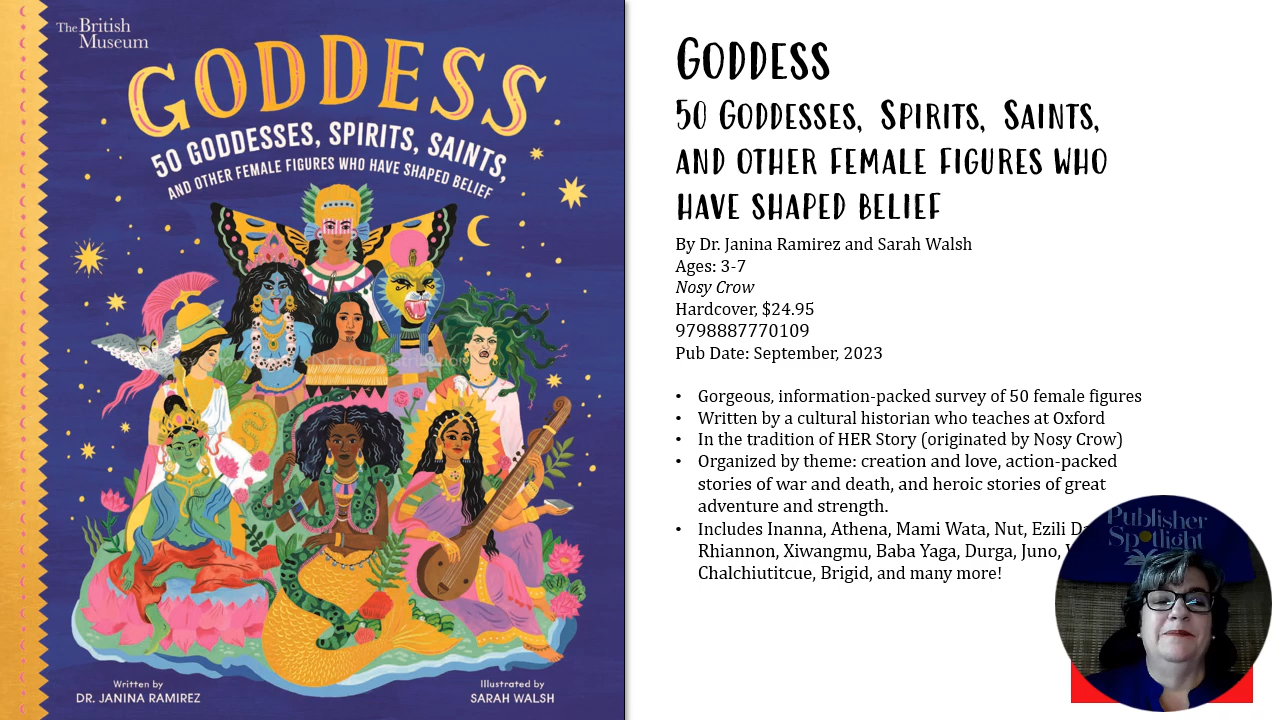 The British
Museum
GODDESS
50 GODDESSES, SPIRITS, SAINTS,
AND OTHER FEMALE FIGURES WHO HAVE SHAPED BELIEF
Not for Distribution
Written by
DR. JANINA RAMIREZ
Illustrated by
SARAH WALSH
GODDESS
50 GODDESSES, SPIRITS, SAINTS,
AND OTHER FEMALE FIGURES WHO
HAVE SHAPED BELIEF
By Dr. Janina Ramirez and Sarah Walsh
Ages: 3-7
Nosy Crow
Hardcover, $24.95
9798887770109
Pub Date: September, 2023
• Gorgeous, information-packed survey of 50 female figures
• Written by a cultural historian who teaches at Oxford
• In the tradition of HER Story (originated by Nosy Crow)
• Organized by theme: creation and love, action-packed
stories of war and death, and heroic stories of great
adventure and strength.
• Includes Inanna, Athena, Mami Wata, Nut, Ezili
Rhiannon, Xiwangmu, Baba Yaga, Durga, Juno,
Chalchiutitcue, Brigid, and many more!
Publisher
Spotlight